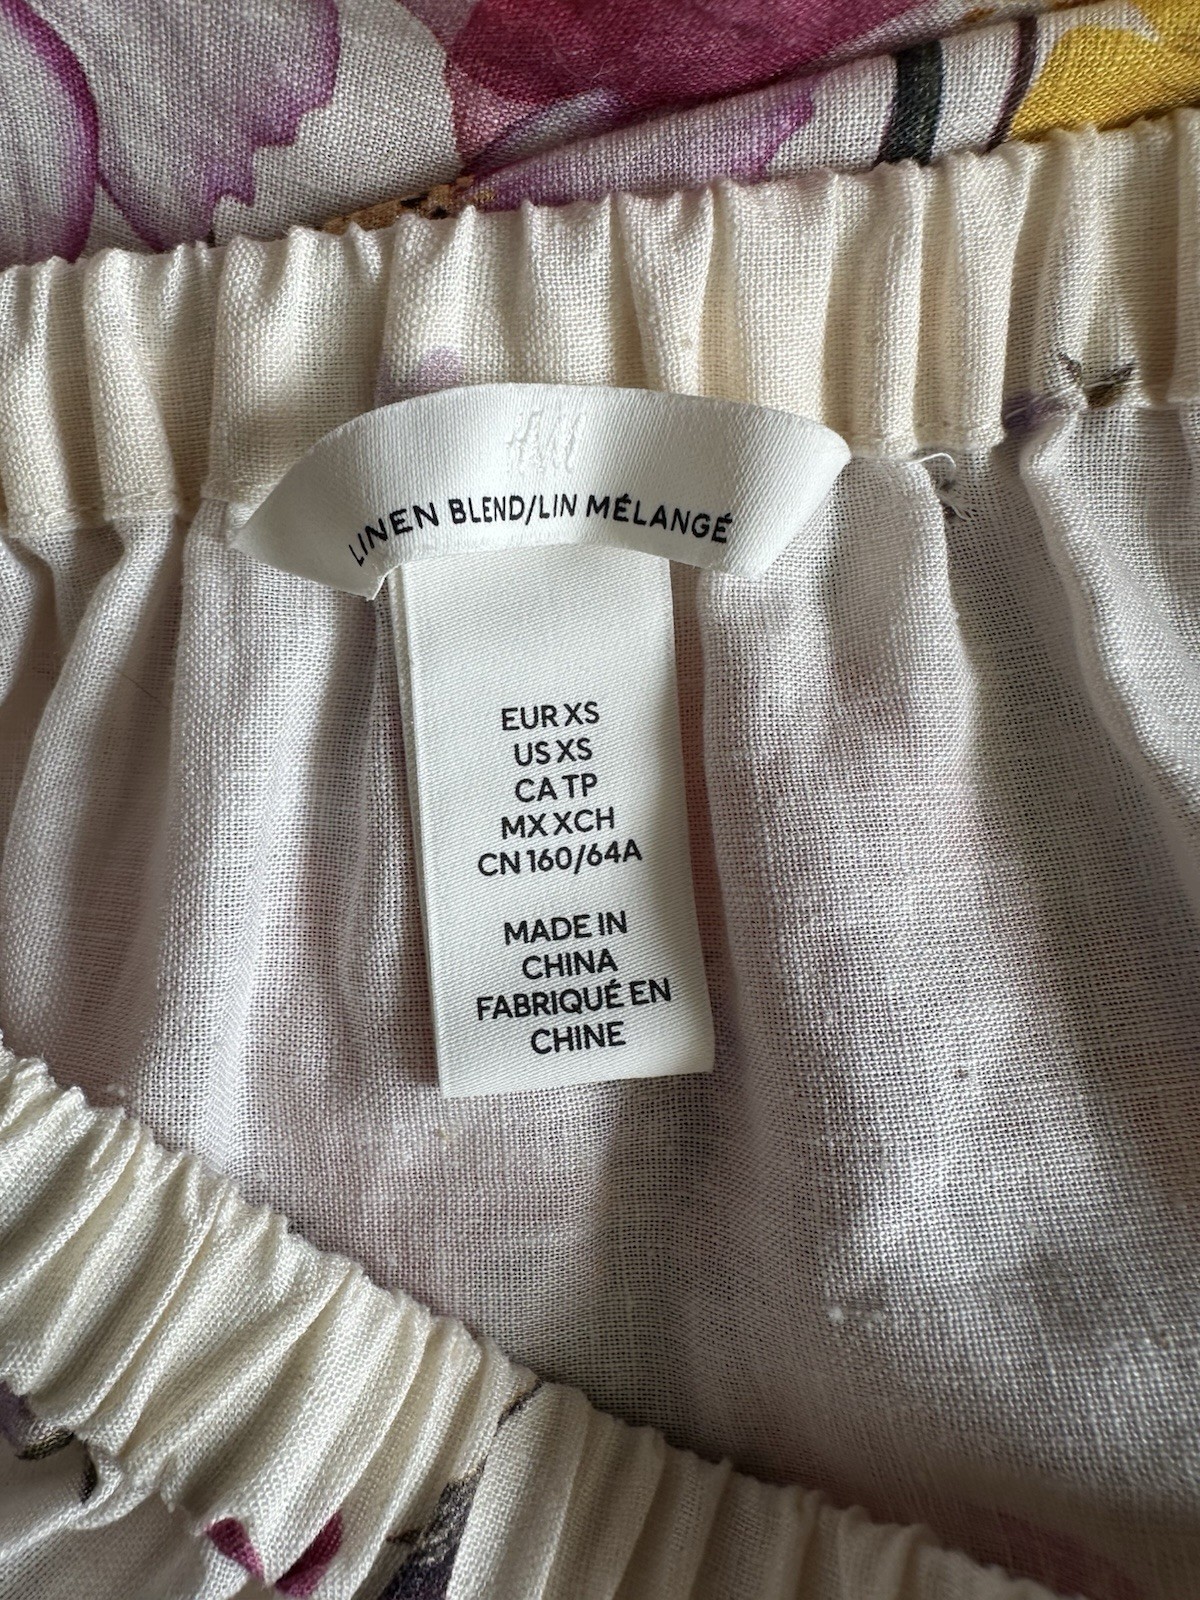 H&M
LINEN BLEND/LIN MÉLANGÉ
EUR XS
US XS
CA TP
MX XCH
CN 160/64A
MADE IN
CHINA
FABRIQUÉ EN
CHINE